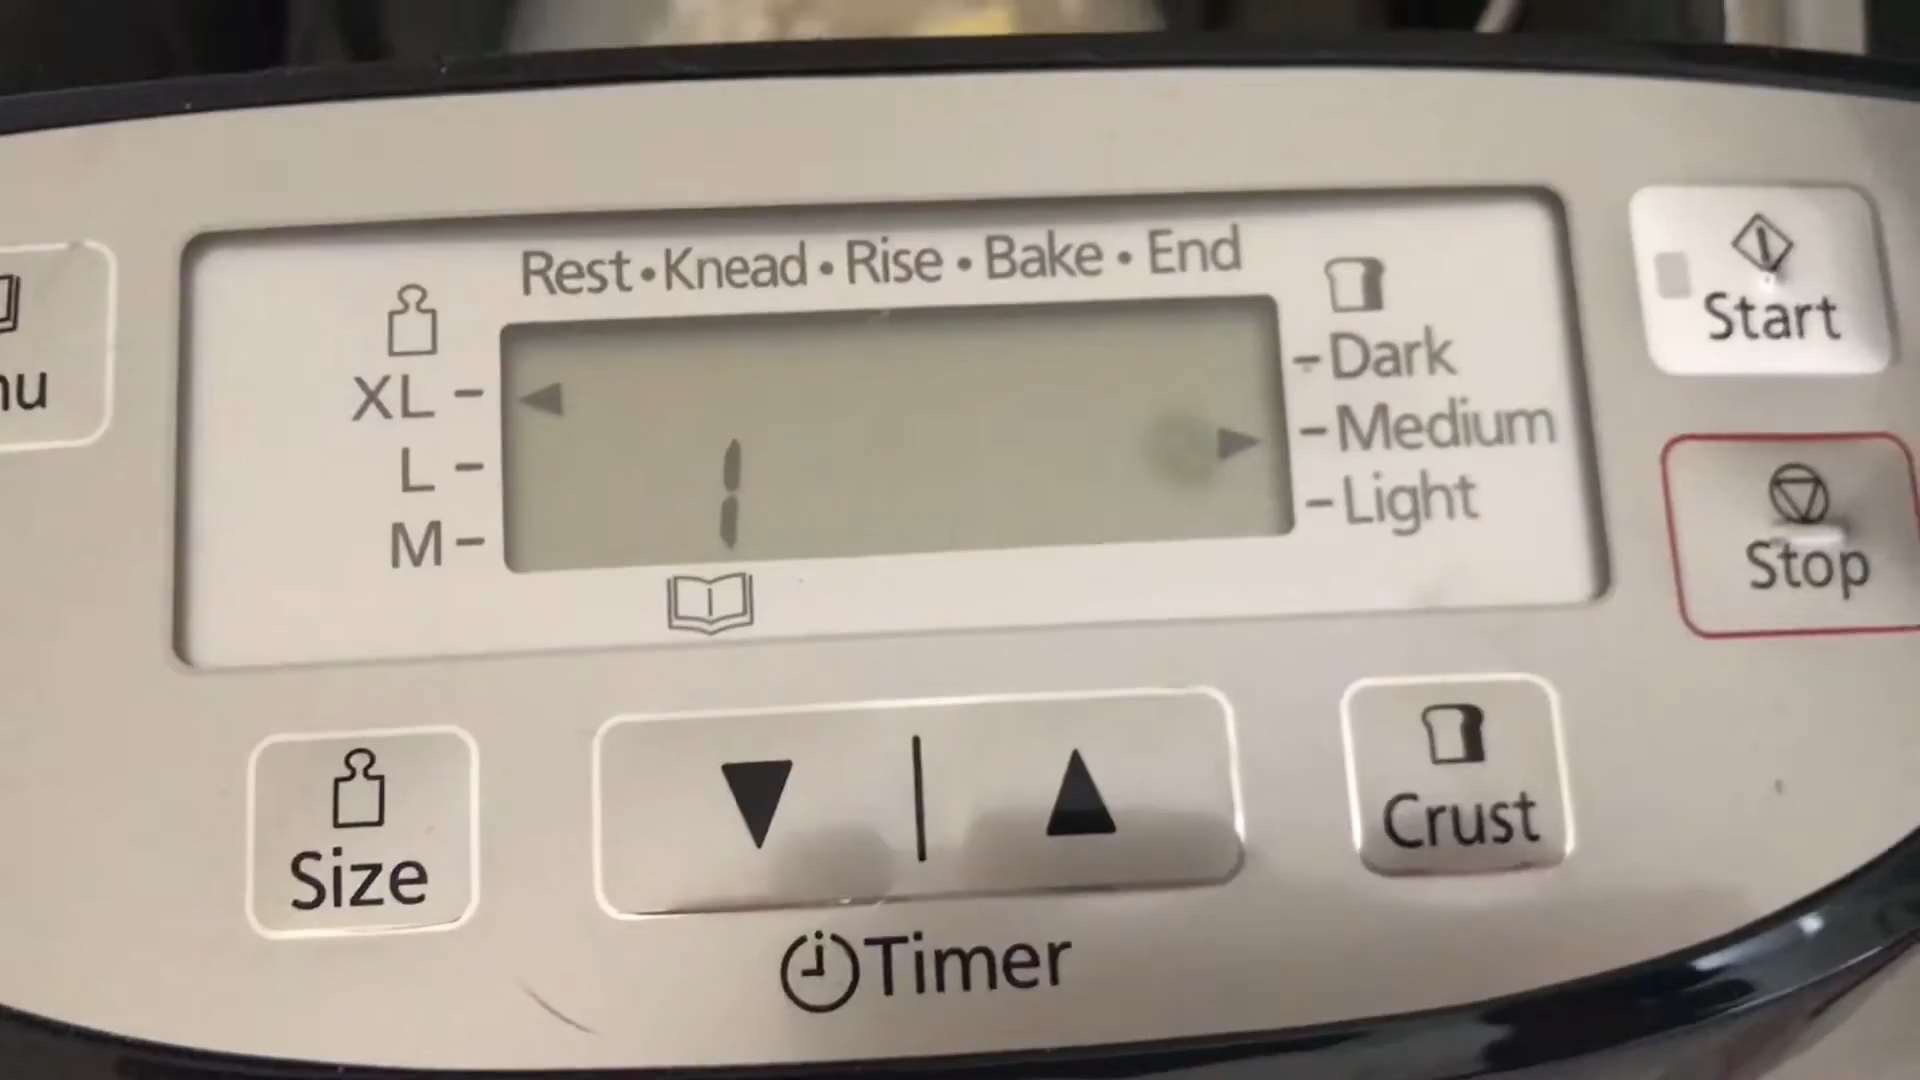 Rest • Knead • Rise • Bake • End
XL –
L –
M –
1
– Dark
– Medium
– Light
nu
Start
Stop
Size
Timer
Crust